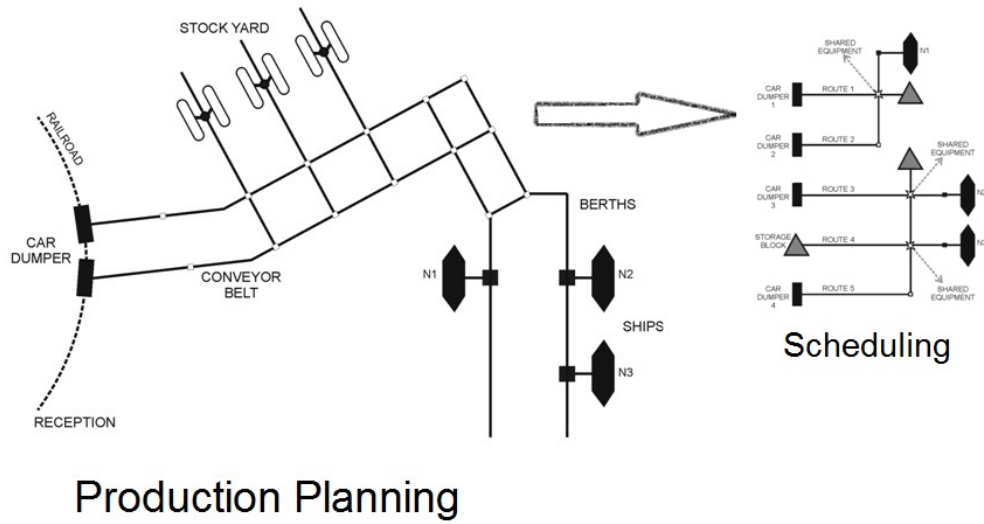 STOCK YARD
RAILROAD
CAR
DUMPER
CONVEYOR
BELT
RECEPTION
BERTHS
N1
N2
SHIPS
N3
Production Planning
SHARED
EQUIPMENT
N1
CAR
DUMPER
1
ROUTE 1
CAR
DUMPER
2
ROUTE 2
SHARED
EQUIPMENT
CAR
DUMPER
3
ROUTE 3
STORAGE
BLOCK
ROUTE 4
CAR
DUMPER
4
ROUTE 5
SHARED
EQUIPMENT
Scheduling